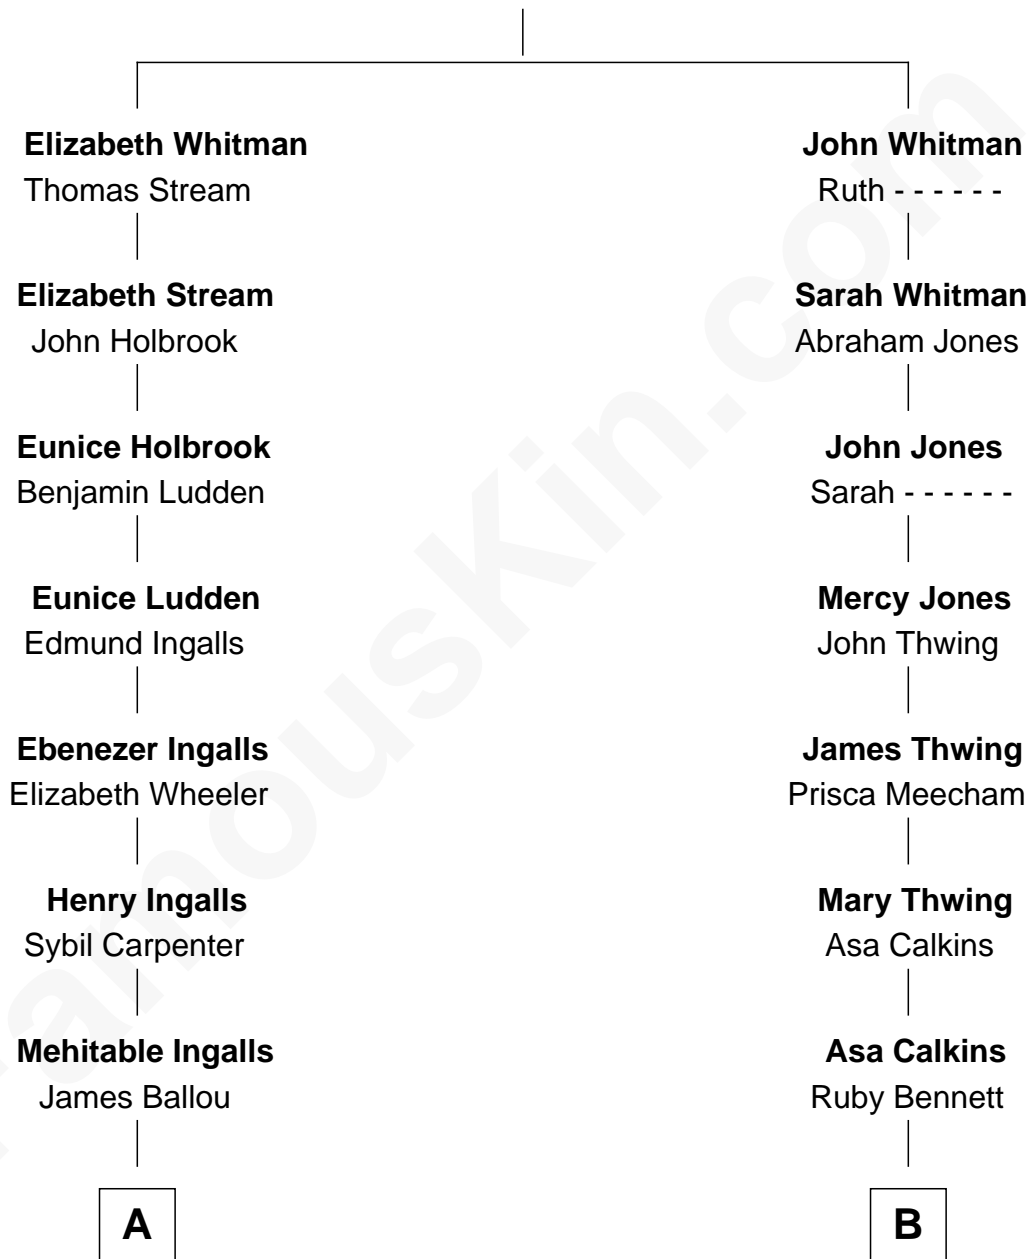 Elizabeth Whitman
Thomas Stream
John Whitman
Ruth - - - - - -
Elizabeth Stream
John Holbrook
Sarah Whitman
Abraham Jones
Eunice Holbrook
Benjamin Ludden
John Jones
Sarah - - - - - -
Eunice Ludden
Edmund Ingalls
Mercy Jones
John Thwing
Ebenezer Ingalls
Elizabeth Wheeler
James Thwing
Prisca Meecham
Henry Ingalls
Sybil Carpenter
Mary Thwing
Asa Calkins
Mehitable Ingalls
James Ballou
Asa Calkins
Ruby Bennett
A
B
FamousKin.com